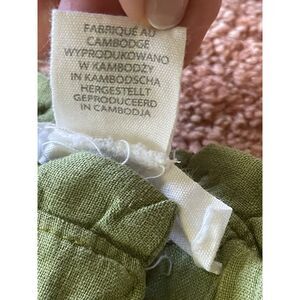 FABRIQUÉ AU
CAMBODGE
WYPRODUKOWANO
W KAMBODŻY
IN KAMBODSCHA
HERGESTELLT
GEPRODUCEERD
IN CAMBODJA